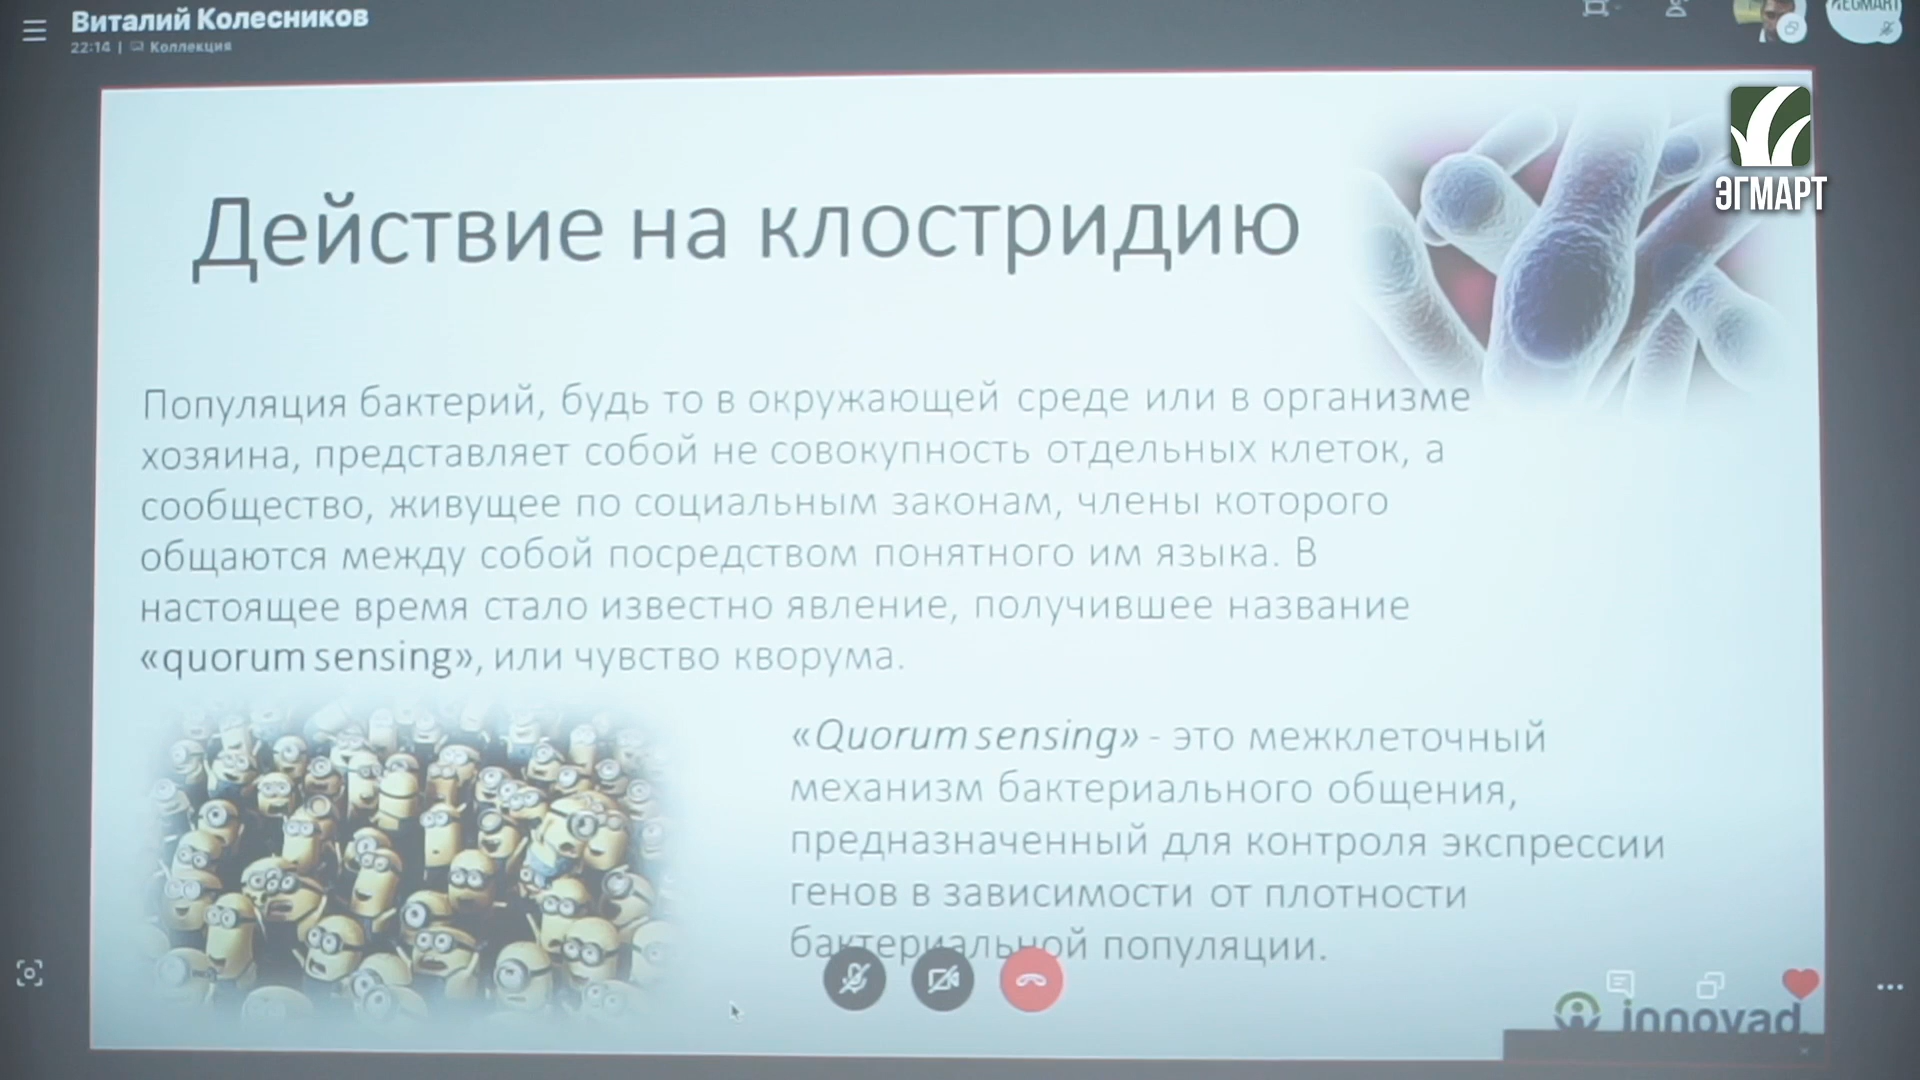 Виталий Колесников
22:14 | Коллекция
EGMART
ЭГМАРТ
Действие на клостридию
Популяция бактерий, будь то в окружающей среде или в организме
хозяина, представляет собой не совокупность отдельных клеток, а
сообщество, живущее по социальным законам, члены которого
общаются между собой посредством понятного им языка. В
настоящее время стало известно явление, получившее название
«quorum sensing», или чувство кворума.
«Quorum sensing» - это межклеточный
механизм бактериального общения,
предназначенный для контроля экспрессии
генов в зависимости от плотности
бактериальной популяции.
innovad